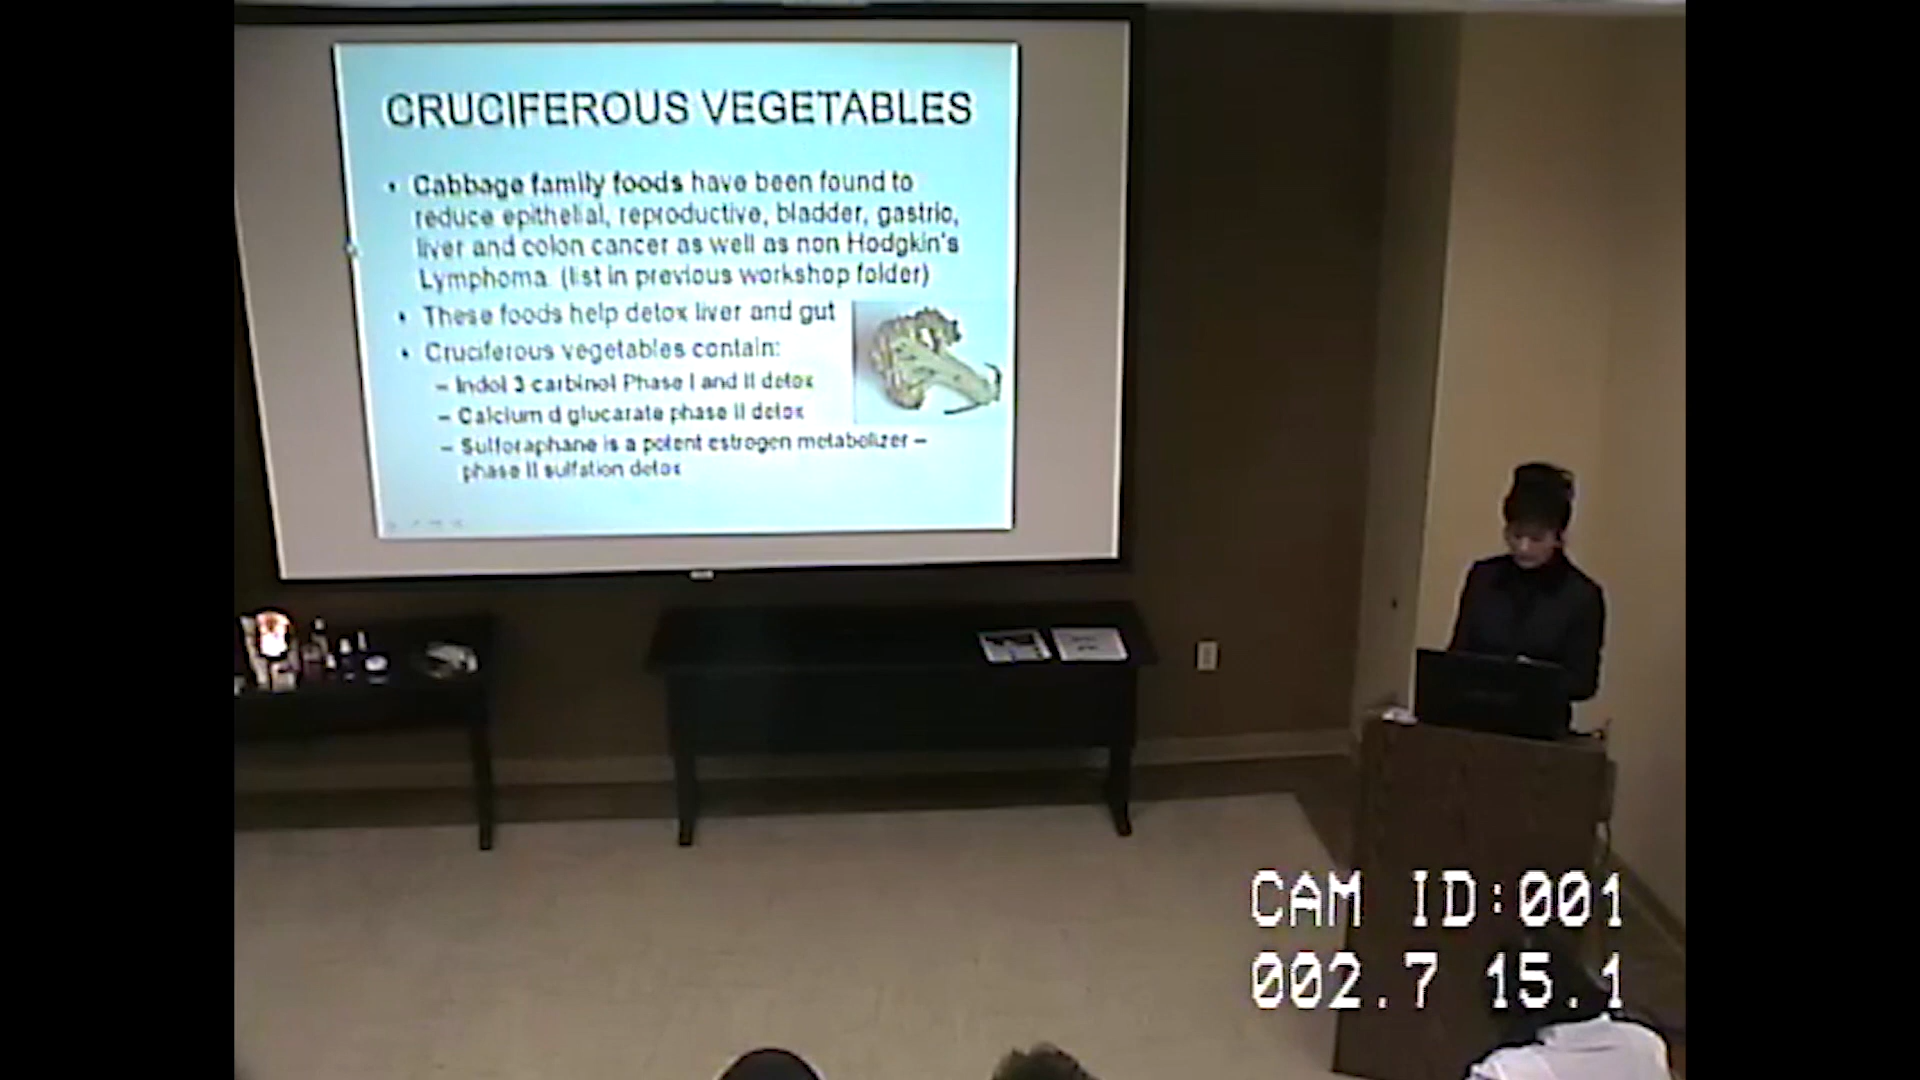 CRUCIFEROUS VEGETABLES
• Cabbage family foods have been found to
reduce epithelial, reproductive, bladder, gastric,
liver and colon cancer as well as non Hodgkin's
Lymphoma. (list in previous workshop folder)
• These foods help detox liver and gut
• Cruciferous vegetables contain:
– Indol 3 carbinol Phase I and II detox
– Calcium d glucarate phase II detox
– Sulforaphane is a potent estrogen metabolizer –
phase II sulfation detox
CAM ID:001
002.7 15.1